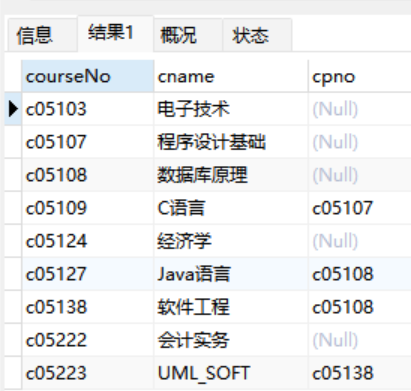 信息 结果1 概况 状态
courseNo cname cpno
c05103 电子技术 (Null)
c05107 程序设计基础 (Null)
c05108 数据库原理 (Null)
c05109 C语言 c05107
c05124 经济学 (Null)
c05127 Java语言 c05108
c05138 软件工程 c05108
c05222 会计实务 (Null)
c05223 UML_SOFT c05138